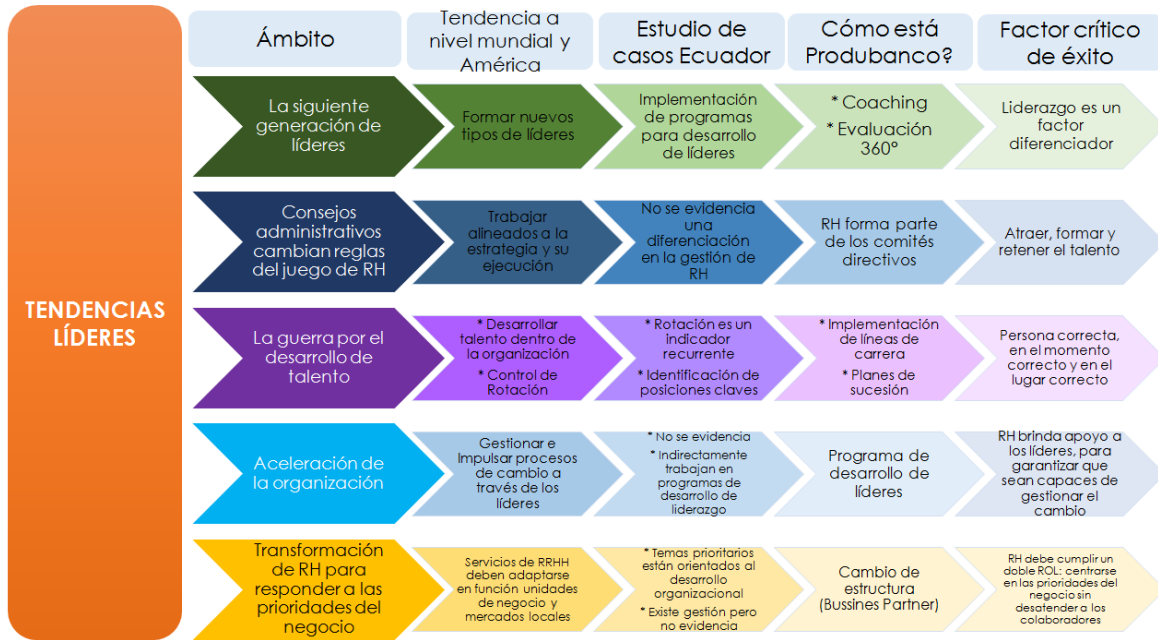 Ámbito
Tendencia a
nivel mundial y
América
Estudio de
casos Ecuador
Cómo está
Produbanco?
Factor crítico
de éxito
TENDENCIAS
LÍDERES
La siguiente
generación de
líderes
Formar nuevos
tipos de líderes
Implementación
de programas
para desarrollo
de líderes
* Coaching
* Evaluación
360°
Liderazgo es un
factor
diferenciador
Consejos
administrativos
cambian reglas
del juego de RH
Trabajar
alineados a la
estrategia y su
ejecución
No se evidencia
una
diferenciación
en la gestión de
RH
RH forma parte
de los comités
directivos
Atraer, formar y
retener el talento
La guerra por el
desarrollo de
talento
* Desarrollar
talento dentro de
la organización
* Control de
Rotación
* Rotación es un
indicador
recurrente
* Identificación de
posiciones claves
* Implementación
de líneas de
carrera
* Planes de
sucesión
Persona correcta,
en el momento
correcto y en el
lugar correcto
Aceleración de
la organización
Gestionar e
Impulsar procesos
de cambio a
través de los
líderes
* No se evidencia
* Indirectamente
trabajan en
programas de
desarrollo de
liderazgo
Programa de
desarrollo de
líderes
RH brinda apoyo a
los líderes, para
garantizar que
sean capaces de
gestionar el
cambio
Transformación
de RH para
responder a las
prioridades del
negocio
Servicios de RRHH
deben adaptarse
en función unidades
de negocio y
mercados locales
* Temas prioritarios
están orientados al
desarrollo
organizacional
* Existe gestión pero
no evidencia
Cambio de
estructura
(Bussines Partner)
RH debe cumplir un
doble ROL: centrarse
en las prioridades del
negocio sin
desatender a los
colaboradores